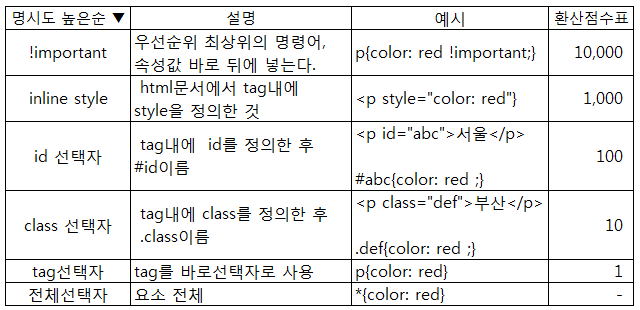 명시도 높은순 ▼ 설명 예시 환산점수표
!important 우선순위 최상위의 명령어, p{color: red !important;} 10,000
속성값 바로 뒤에 넣는다.
inline style html문서에서 tag내에 <p style="color: red"} 1,000
style을 정의한 것
id 선택자 tag내에 id를 정의한 후 <p id="abc">서울</p> 100
#id이름 #abc{color: red ;}
class 선택자 tag내에 class를 정의한 후 <p class="def">부산</p> 10
.class이름 .def{color: red ;}
tag선택자 tag를 바로선택자로 사용 p{color: red} 1
전체선택자 요소 전체 *{color: red} -